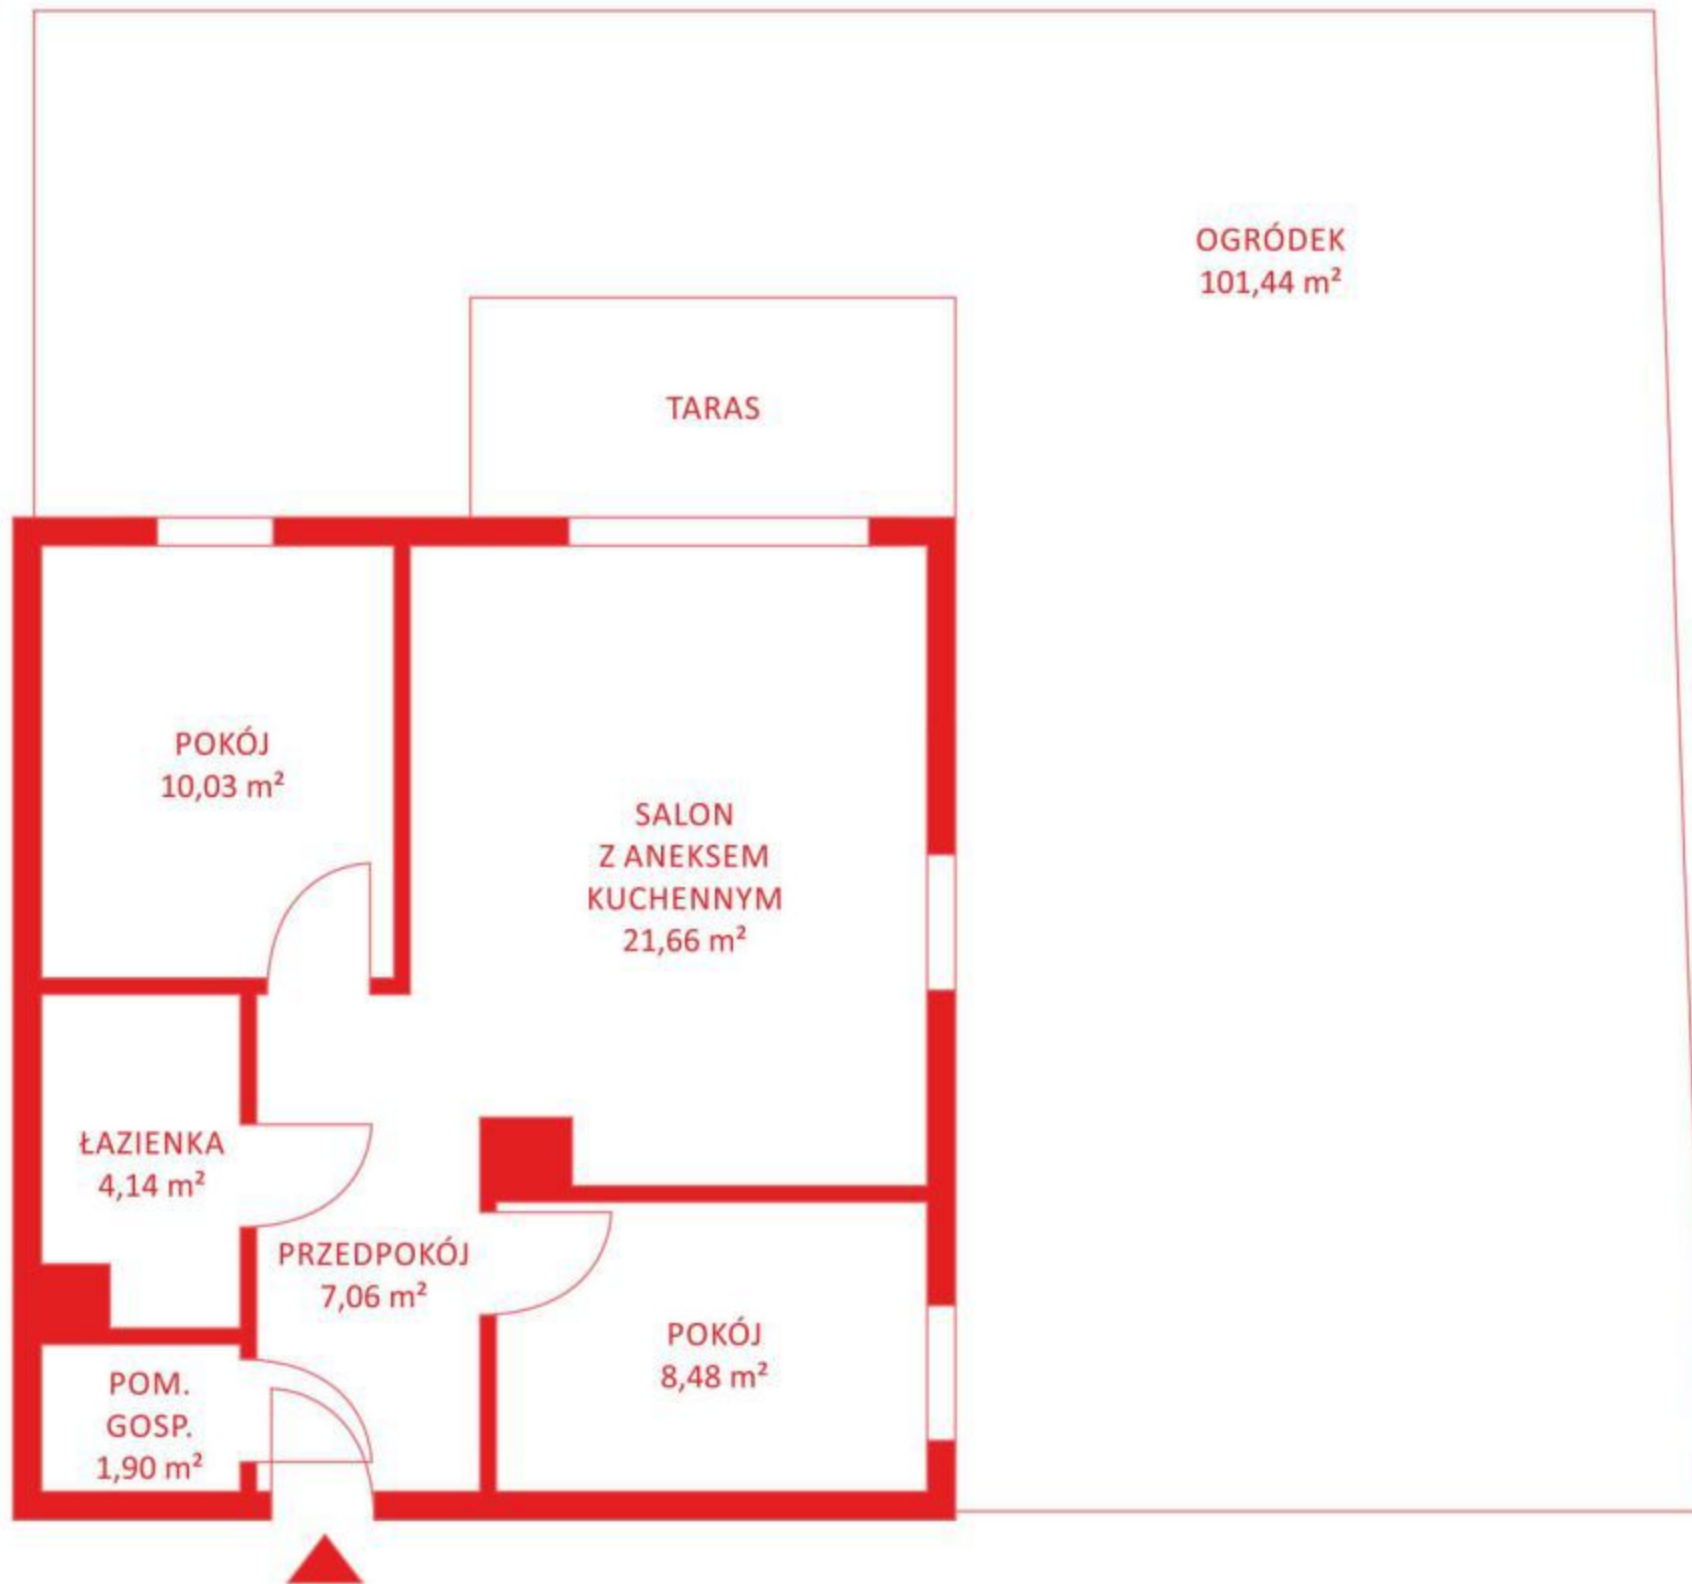 OGRÓDEK
101,44 m²
TARAS
POKÓJ
10,03 m²
SALON
Z ANEKSEM
KUCHENNYM
21,66 m²
ŁAZIENKA
4,14 m²
PRZEDPOKÓJ
7,06 m²
POKÓJ
8,48 m²
POM.
GOSP.
1,90 m²